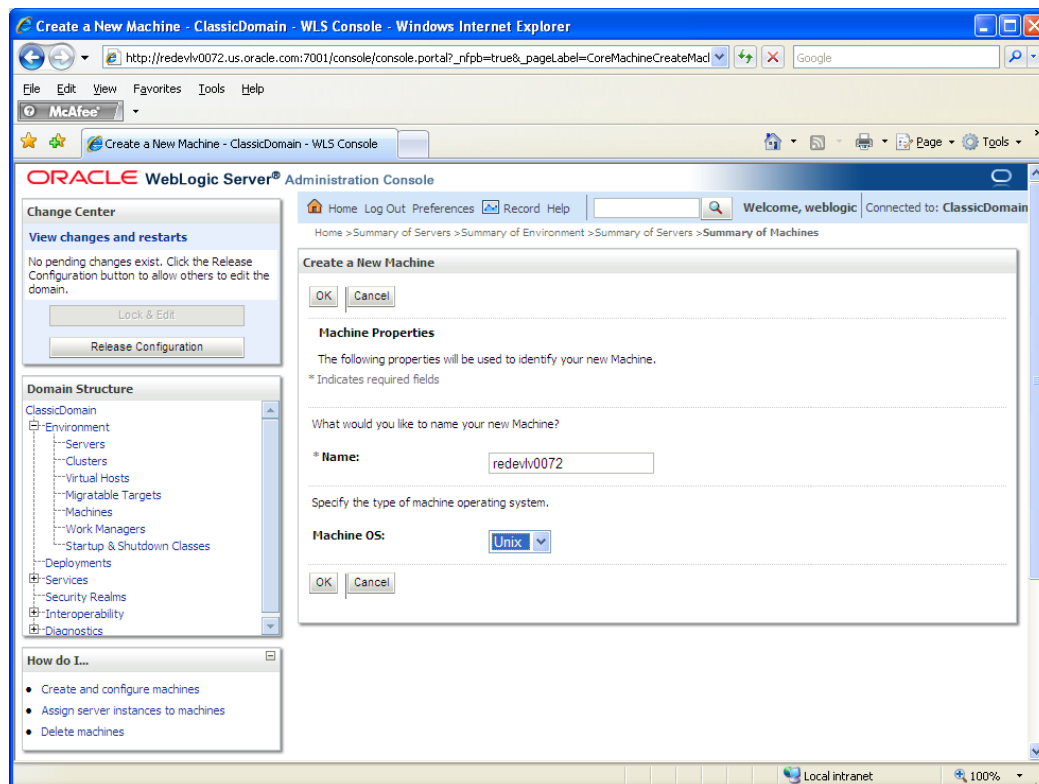 Create a New Machine - ClassicDomain - WLS Console - Windows Internet Explorer
http://redevlv0072.us.oracle.com:7001/console/console.portal?_nfpb=true&_pageLabel=CoreMachineCreateMacl
Google
File Edit View Favorites Tools Help
McAfee
Create a New Machine - ClassicDomain - WLS Console
Page Tools
ORACLE WebLogic Server® Administration Console
Change Center
View changes and restarts
No pending changes exist. Click the Release
Configuration button to allow others to edit the
domain.
Lock & Edit
Release Configuration
Domain Structure
ClassicDomain
Environment
Servers
Clusters
Virtual Hosts
Migratable Targets
Machines
Work Managers
Startup & Shutdown Classes
Deployments
Services
Security Realms
Interoperability
Diagnostics
How do I...
Create and configure machines
Assign server instances to machines
Delete machines
Home Log Out Preferences Record Help
Welcome, weblogic Connected to: ClassicDomain
Home >Summary of Servers >Summary of Environment >Summary of Servers >Summary of Machines
Create a New Machine
OK Cancel
Machine Properties
The following properties will be used to identify your new Machine.
* Indicates required fields
What would you like to name your new Machine?
* Name: redevlv0072
Specify the type of machine operating system.
Machine OS: Unix
OK Cancel
Local intranet 100%